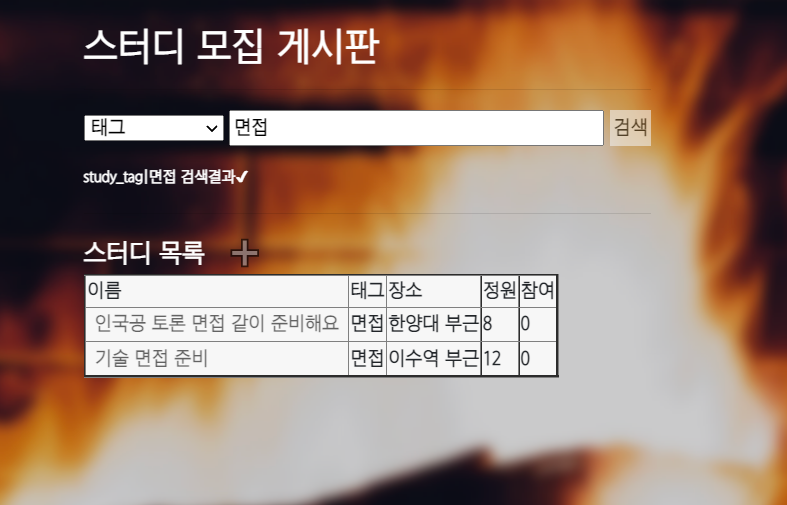 스터디 모집 게시판
태그 면접 검색
study_tag|면접 검색결과✔
스터디 목록
이름 태그 장소 정원 참여
인국공 토론 면접 같이 준비해요 면접 한양대 부근 8 0
기술 면접 준비 면접 이수역 부근 12 0